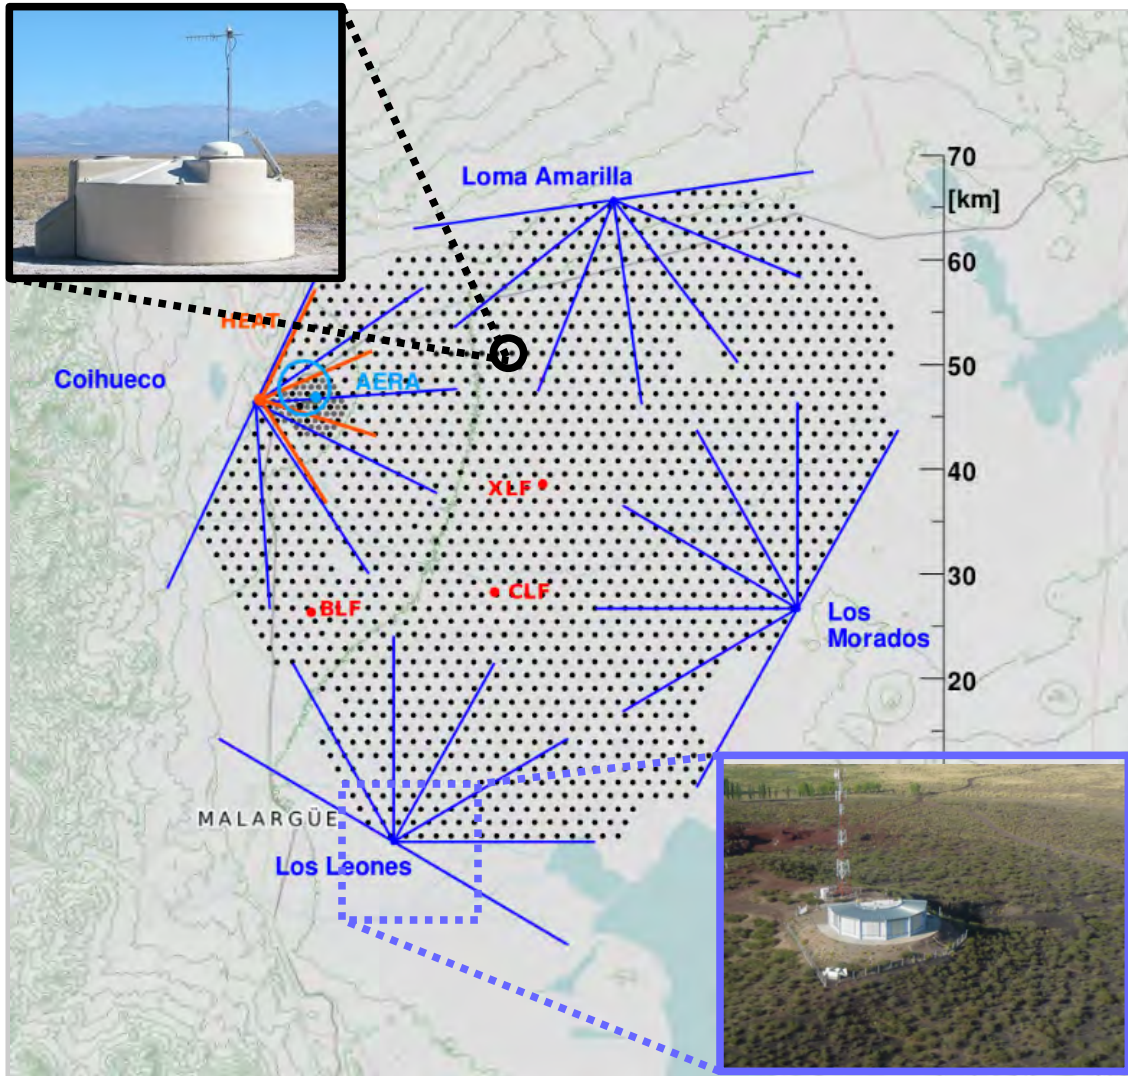 Loma Amarilla
70
[km]
60
HEAT
50
Coihueco
AERA
40
XLF
30
CLF
BLF
Los
Morados
20
MALARGÜE
Los Leones